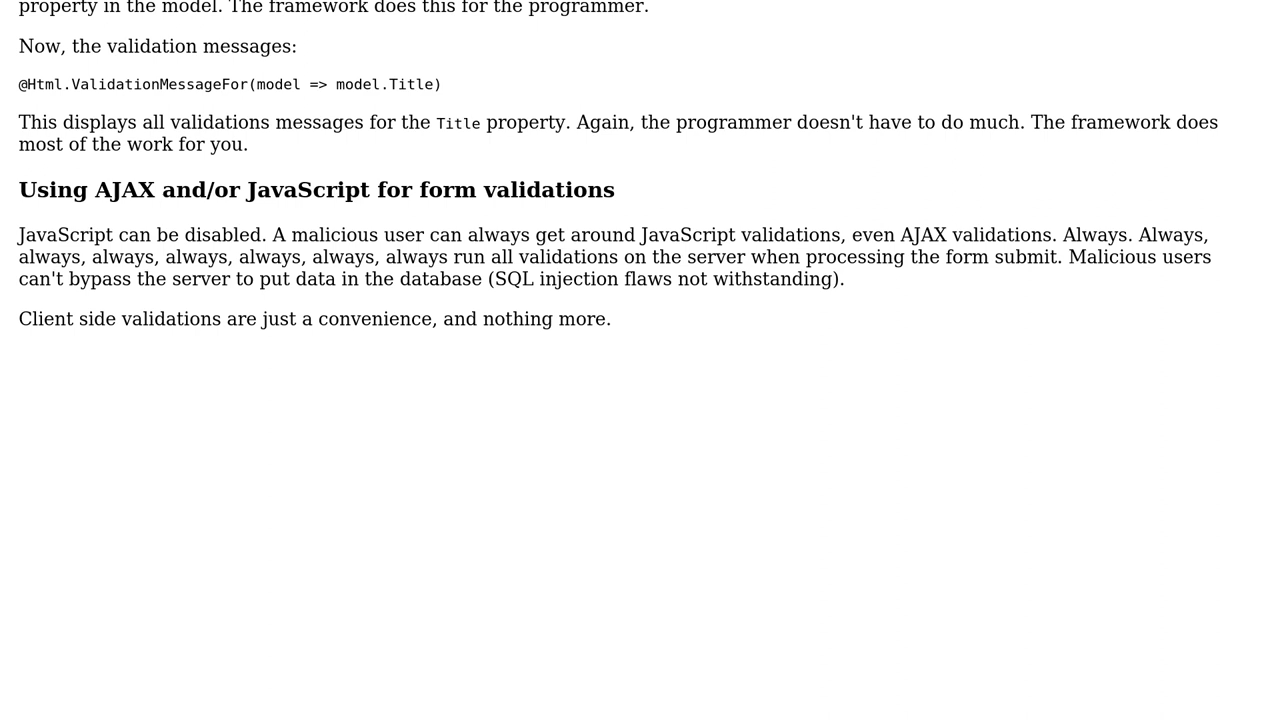 property in the model. The framework does this for the programmer.
Now, the validation messages:
@Html.ValidationMessageFor(model => model.Title)
This displays all validations messages for the Title property. Again, the programmer doesn't have to do much. The framework does
most of the work for you.
Using AJAX and/or JavaScript for form validations
JavaScript can be disabled. A malicious user can always get around JavaScript validations, even AJAX validations. Always. Always,
always, always, always, always, always, always run all validations on the server when processing the form submit. Malicious users
can't bypass the server to put data in the database (SQL injection flaws not withstanding).
Client side validations are just a convenience, and nothing more.